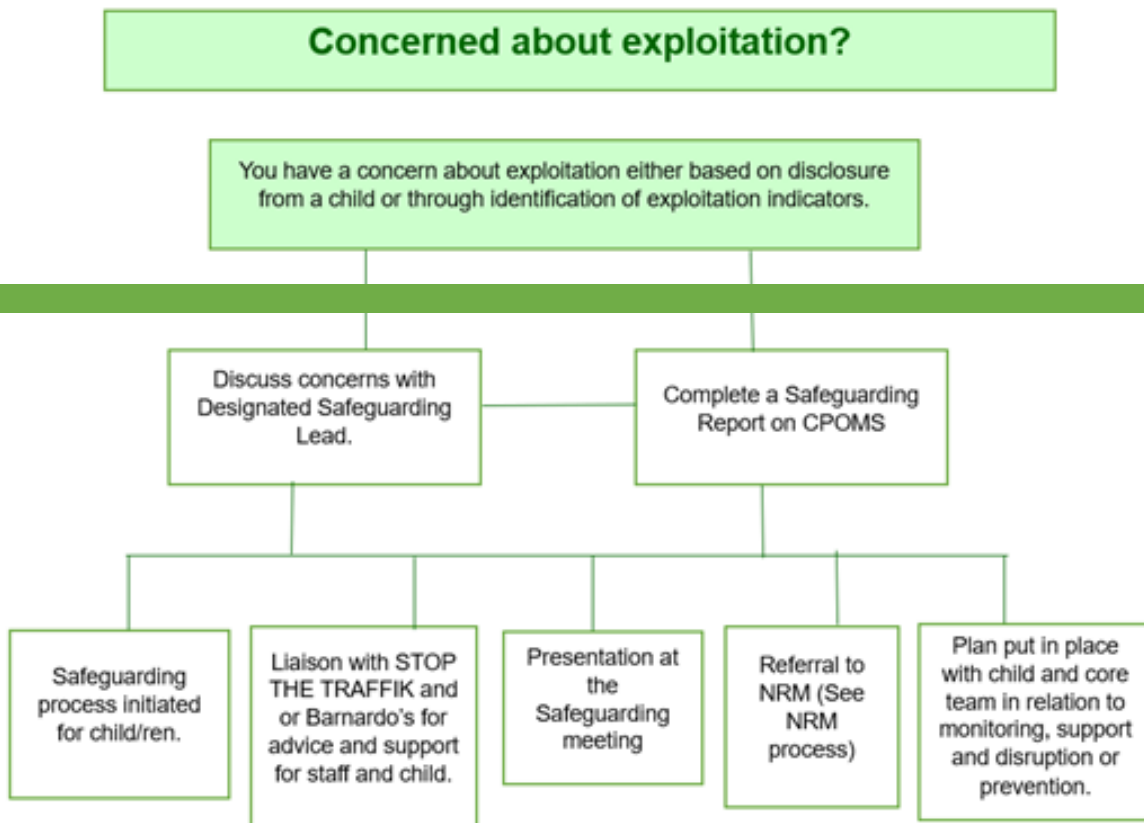 Concerned about exploitation?
You have a concern about exploitation either based on disclosure
from a child or through identification of exploitation indicators.
Discuss concerns with
Designated Safeguarding
Lead.
Complete a Safeguarding
Report on CPOMS
Safeguarding
process initiated
for child/ren.
Liaison with STOP
THE TRAFFIK and
or Barnardo's for
advice and support
for staff and child.
Presentation at
the
Safeguarding
meeting
Referral to
NRM (See
NRM
process)
Plan put in place
with child and core
team in relation to
monitoring, support
and disruption or
prevention.